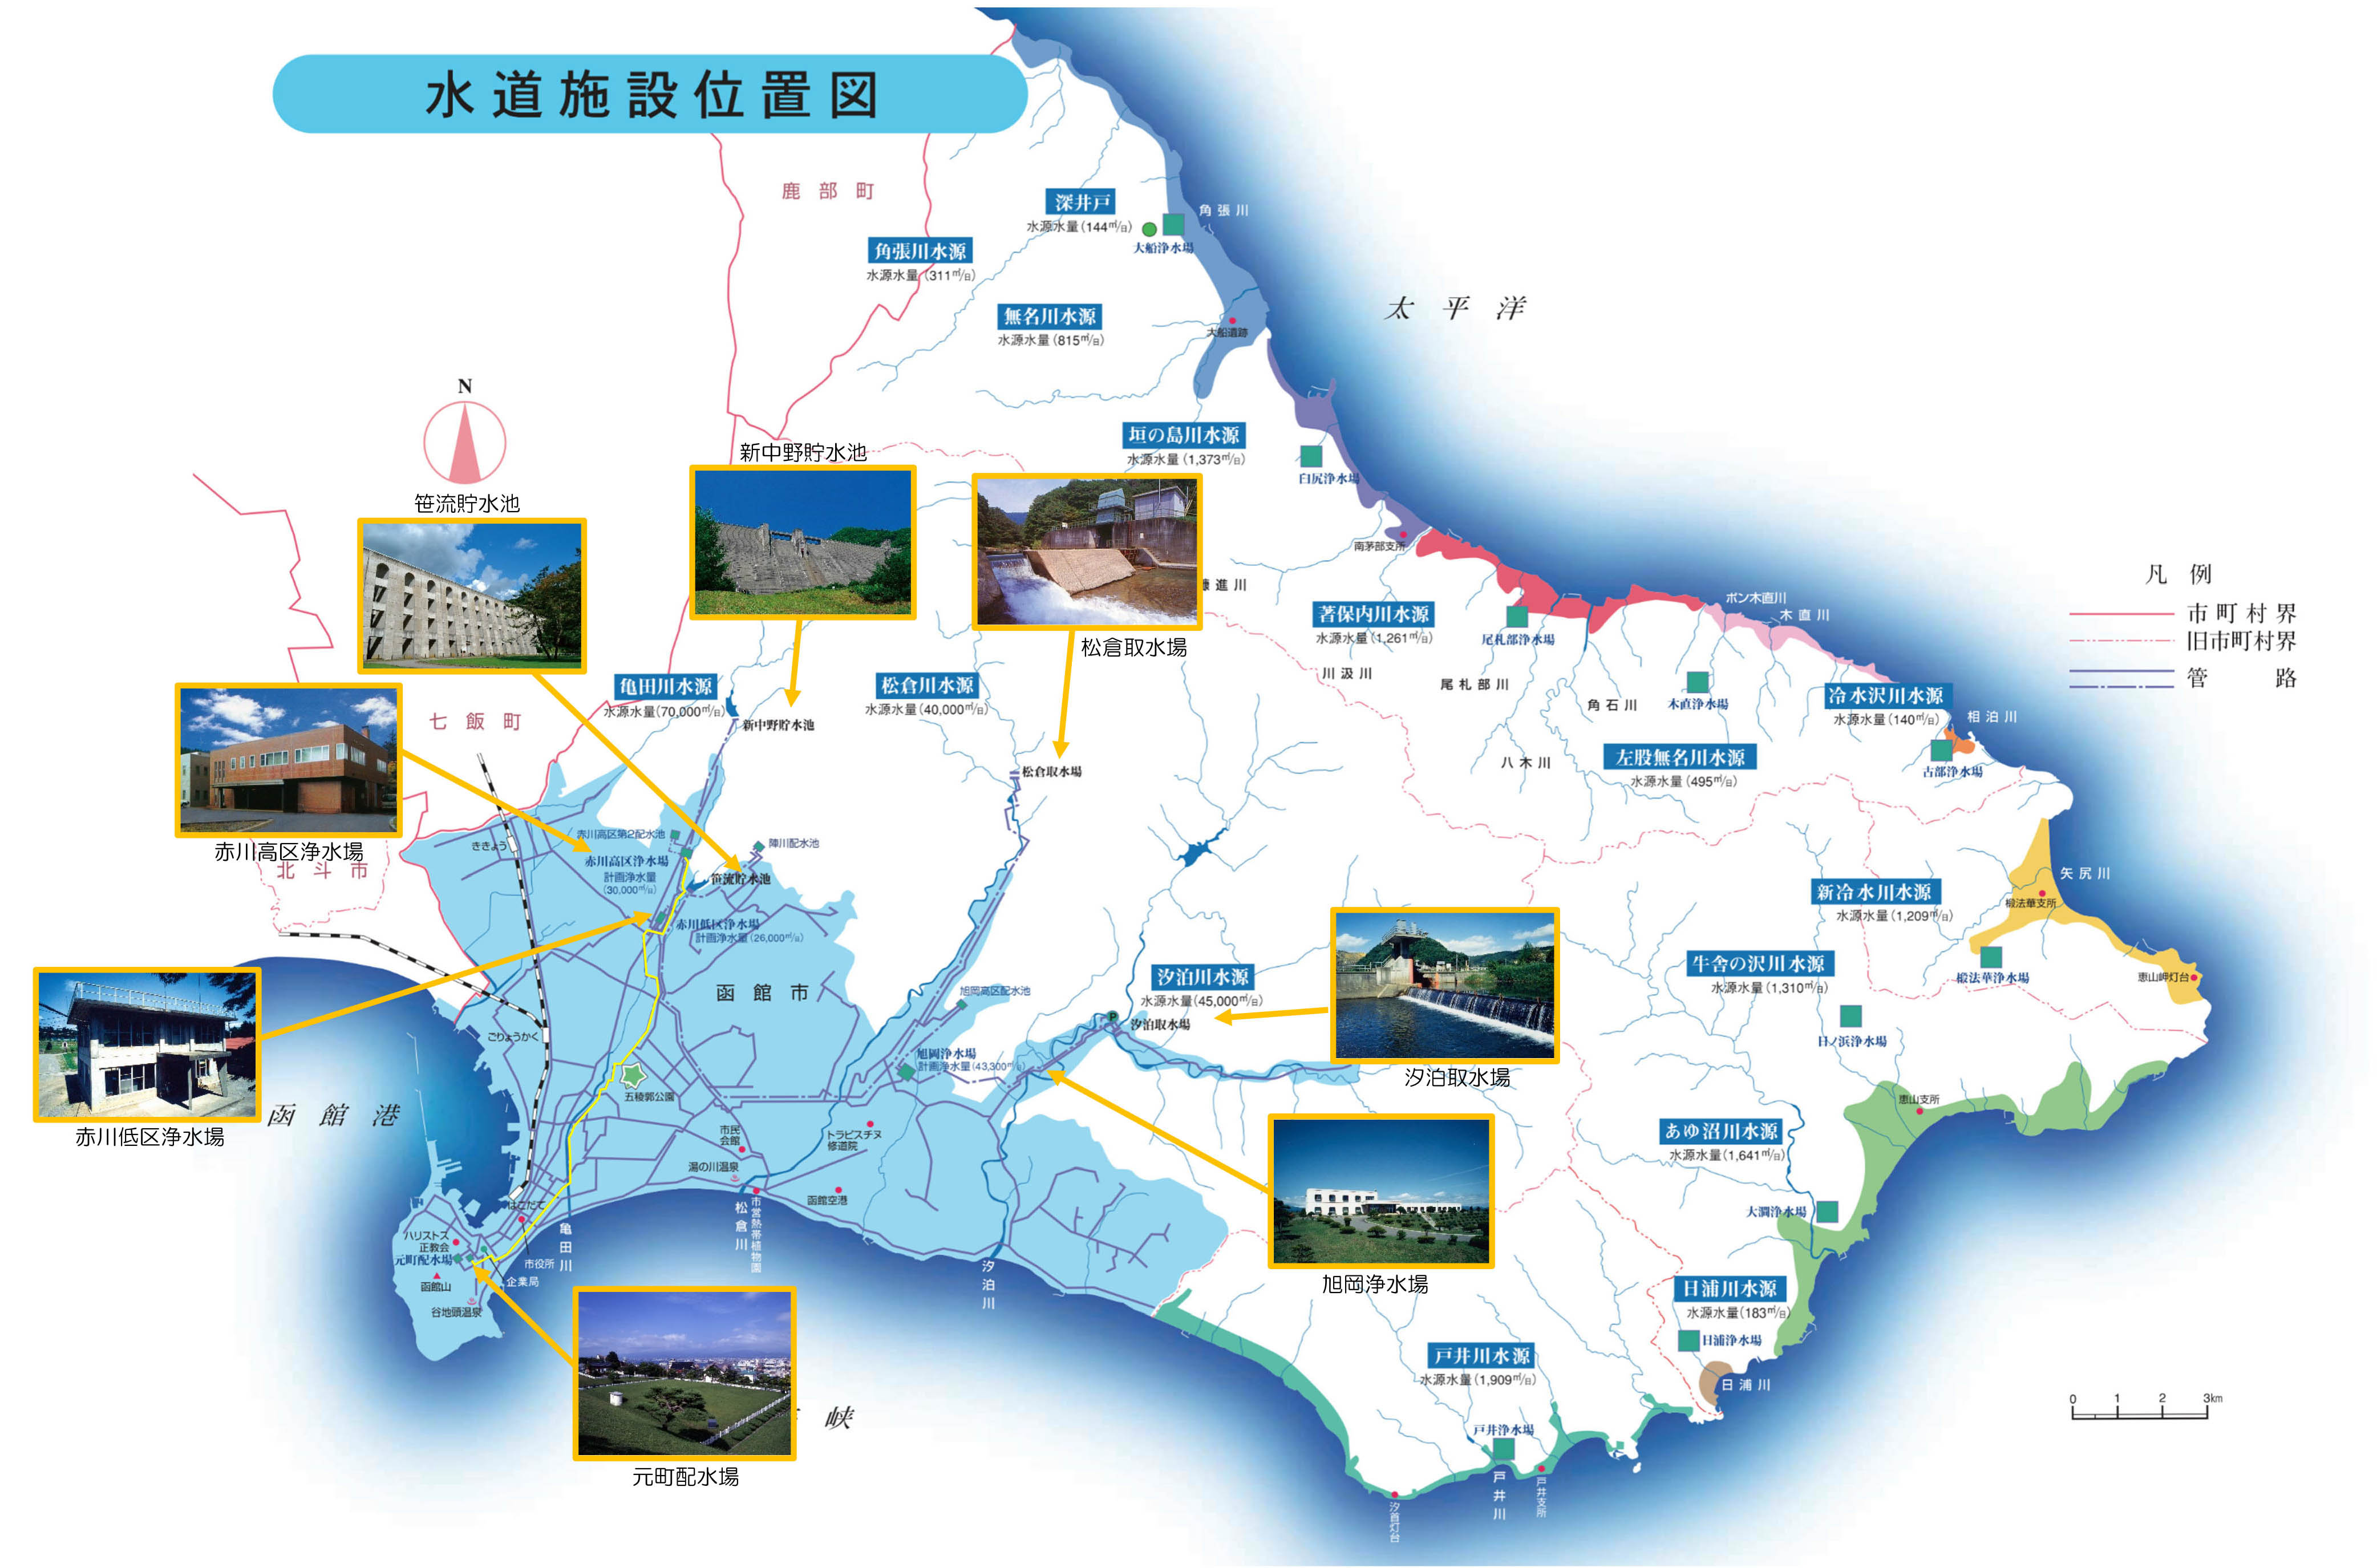 水道施設位置図
鹿部町
深井戸
水源水量(144㎥/日)
角張川
大船浄水場
角張川水源
水源水量(311㎥/日)
無名川水源
水源水量(815㎥/日)
大船遺跡
太平洋
N
垣の島川水源
水源水量(1,373㎥/日)
臼尻浄水場
新中野貯水池
笹流貯水池
南茅部支所
進川
松倉取水場
著保内川水源
水源水量(1,261㎥/日)
尾札部浄水場
ポン木直川
木直川
凡例
市町村界
旧市町村界
管路
川汲川
尾札部川
角石川
木直浄水場
八木川
左股無名川水源
水源水量(495㎥/日)
冷水沢川水源
水源水量(140㎥/日)
相泊川
古部浄水場
亀田川水源
水源水量(70,000㎥/日)
新中野貯水池
松倉川水源
水源水量(40,000㎥/日)
松倉取水場
七飯町
赤川高区浄水場
北斗市
ききょう
赤川高区第2配水池
赤川高区浄水場
計画浄水量
(30,000㎥/日)
陣川配水池
笹流貯水池
赤川低区浄水場
計画浄水量(26,000㎥/日)
函館市
新冷水川水源
水源水量(1,209㎥/日)
矢尻川
椴法華支所
椴法華浄水場
恵山岬灯台
牛舎の沢川水源
水源水量(1,310㎥/日)
日ノ浜浄水場
汐泊川水源
水源水量(45,000㎥/日)
P
汐泊取水場
汐泊取水場
旭岡高区配水池
旭岡浄水場
計画浄水量(43,300㎥/日)
ごりょうかく
五稜郭公園
赤川低区浄水場
函館港
市民
会館
トラピスチヌ
修道院
湯の川温泉
函館空港
市営熱帯植物園
松倉川
汐泊川
亀田川
はこだて
ハリストス
正教会
元町配水場
市役所
企業局
函館山
谷地頭温泉
元町配水場
峡
旭岡浄水場
恵山支所
あゆ沼川水源
水源水量(1,641㎥/日)
大澗浄水場
日浦川水源
水源水量(183㎥/日)
日浦浄水場
日浦川
戸井川水源
水源水量(1,909㎥/日)
戸井浄水場
戸井川
戸井支所
汐首灯台
0 1 2 3km